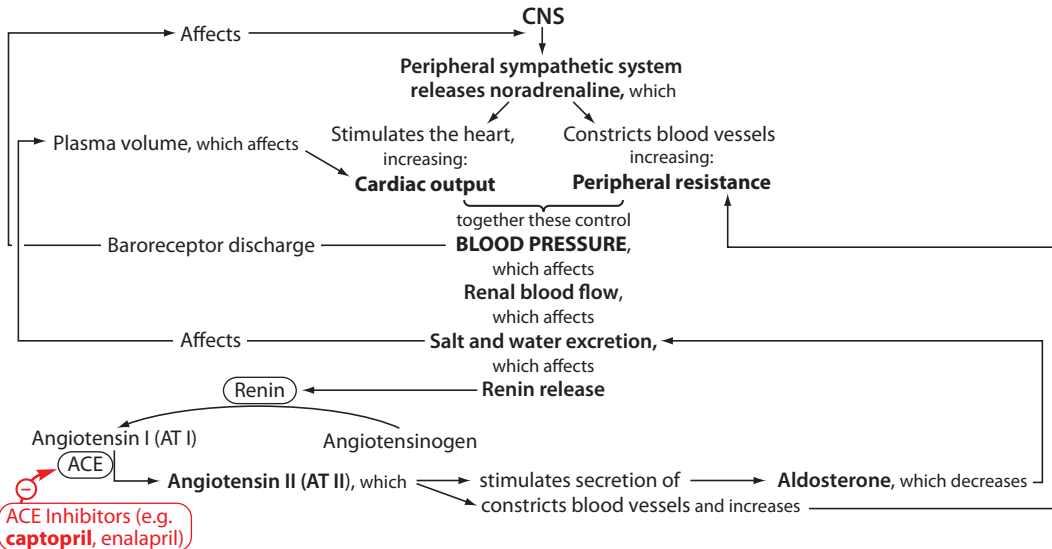 CNS
Affects
Peripheral sympathetic system
releases noradrenaline, which
Plasma volume, which affects
Stimulates the heart,
increasing:
Cardiac output
Constricts blood vessels
increasing:
Peripheral resistance
together these control
Baroreceptor discharge
BLOOD PRESSURE,
which affects
Renal blood flow,
which affects
Affects
Salt and water excretion,
which affects
Renin
Renin release
Angiotensin I (AT I)
Angiotensinogen
ACE
Angiotensin II (AT II), which
stimulates secretion of
Aldosterone, which decreases
constricts blood vessels and increases
−
ACE Inhibitors (e.g.
captopril, enalapril)